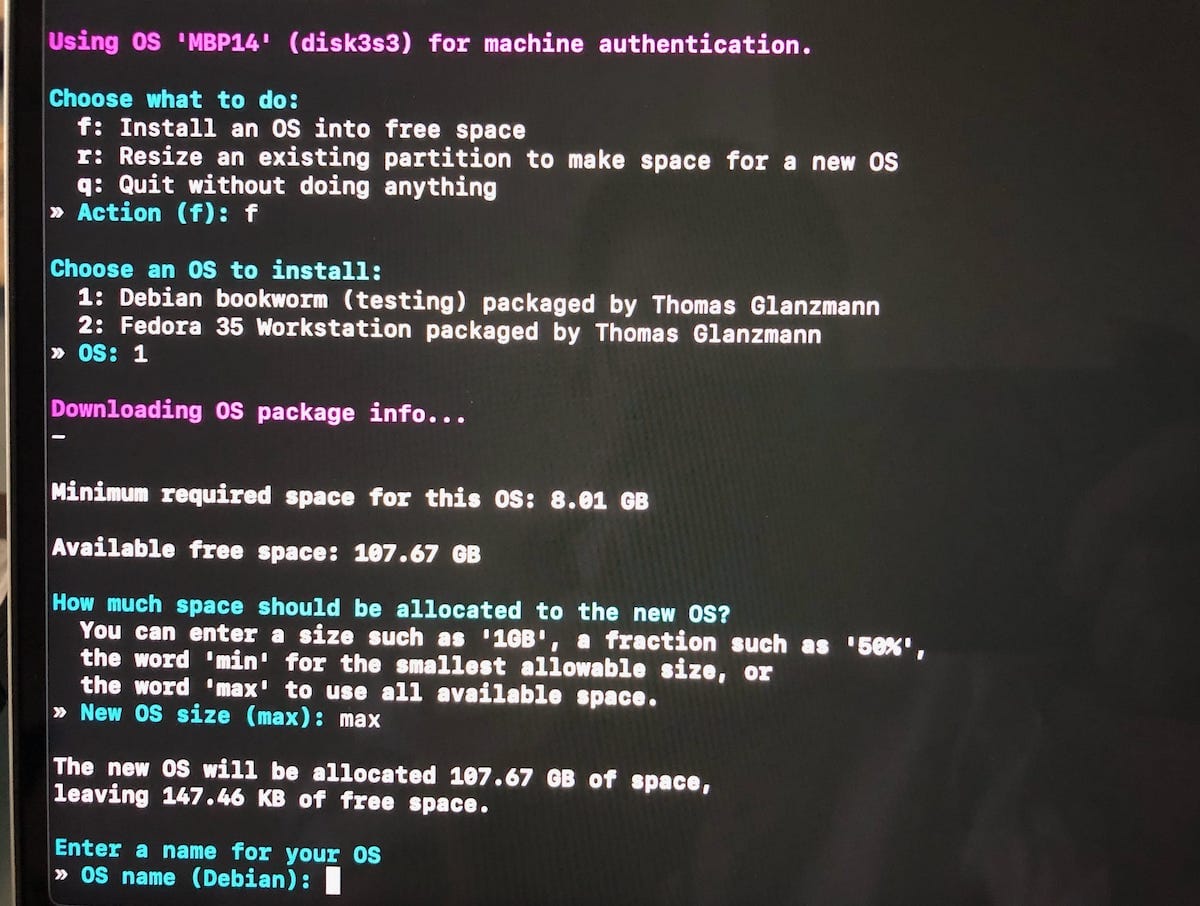 Using OS 'MBP14' (disk3s3) for machine authentication.
Choose what to do:
f: Install an OS into free space
r: Resize an existing partition to make space for a new OS
q: Quit without doing anything
» Action (f): f
Choose an OS to install:
1: Debian bookworm (testing) packaged by Thomas Glanzmann
2: Fedora 35 Workstation packaged by Thomas Glanzmann
» OS: 1
Downloading OS package info...
Minimum required space for this OS: 8.01 GB
Available free space: 107.67 GB
How much space should be allocated to the new OS?
You can enter a size such as '1GB', a fraction such as '50%',
the word 'min' for the smallest allowable size, or
the word 'max' to use all available space.
» New OS size (max): max
The new OS will be allocated 107.67 GB of space,
leaving 147.46 KB of free space.
Enter a name for your OS
» OS name (Debian):